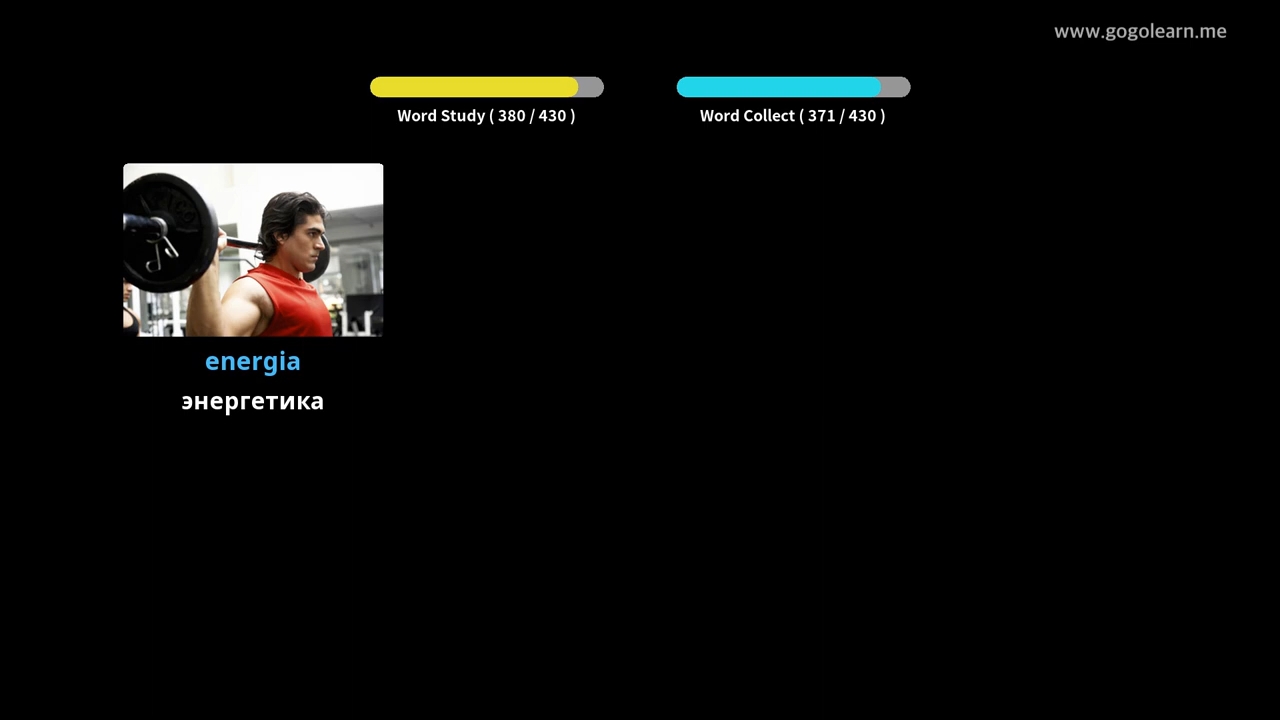 www.gogolearn.me
Word Study ( 380 / 430 )
Word Collect ( 371 / 430 )
energia
энергетика